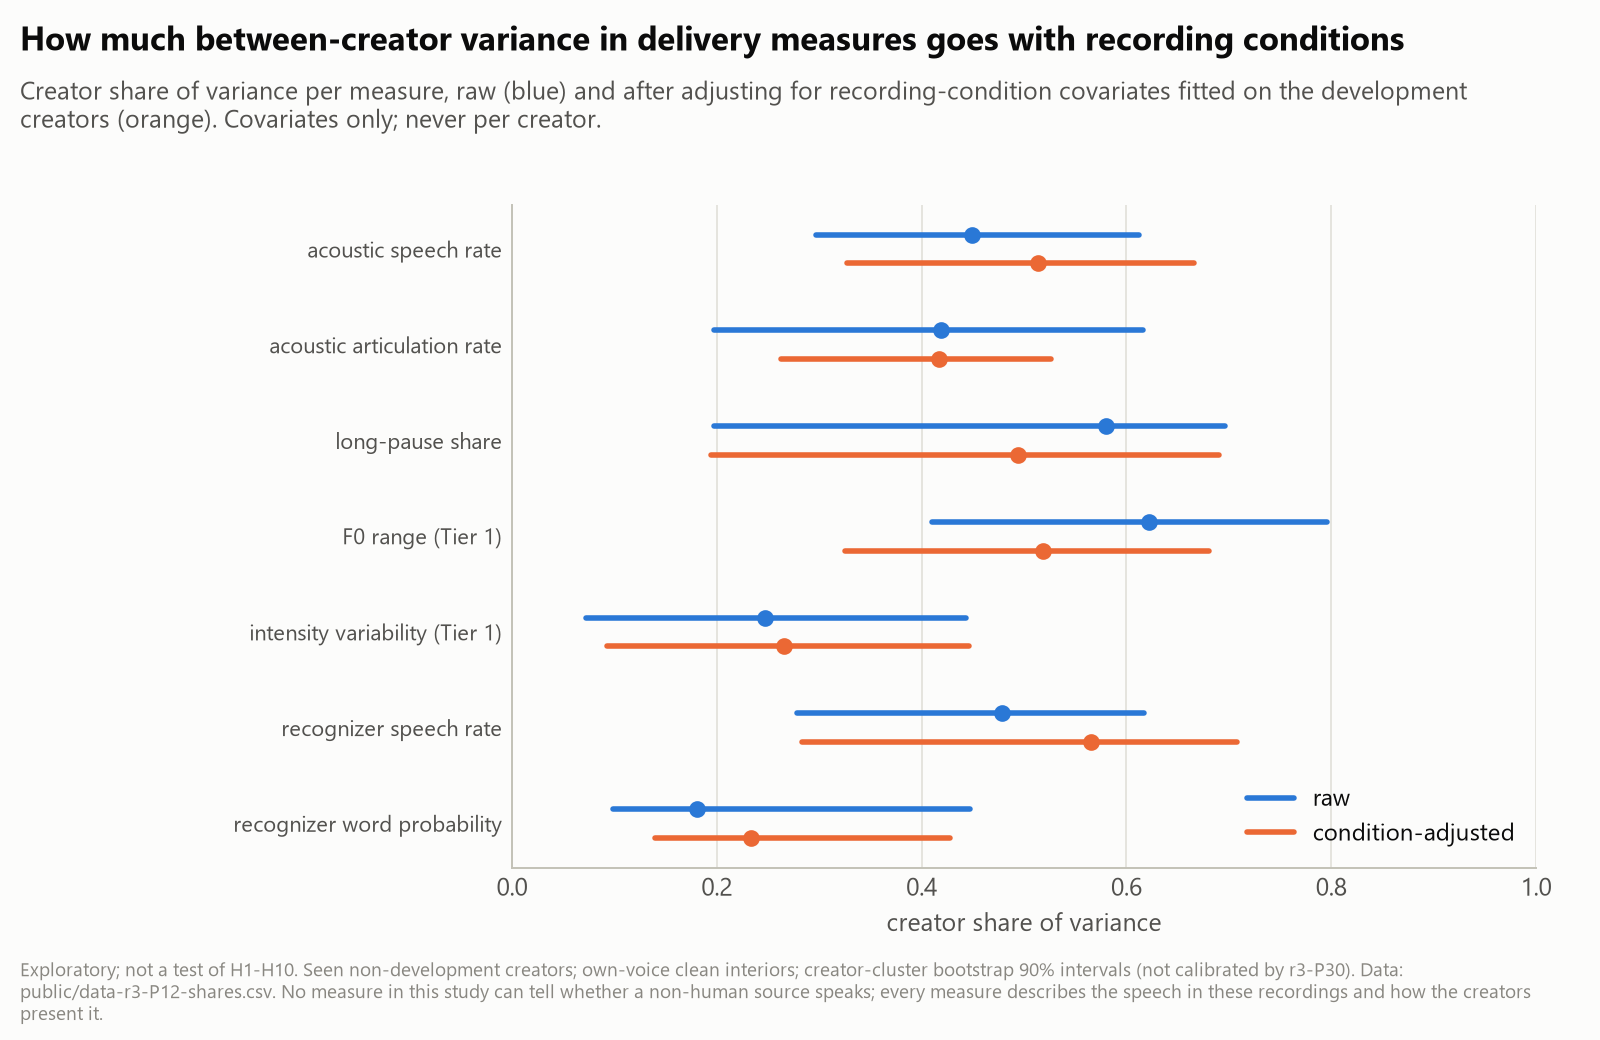 How much between-creator variance in delivery measures goes with recording conditions
Creator share of variance per measure, raw (blue) and after adjusting for recording-condition covariates fitted on the development
creators (orange). Covariates only; never per creator.
acoustic speech rate
acoustic articulation rate
long-pause share
F0 range (Tier 1)
intensity variability (Tier 1)
recognizer speech rate
recognizer word probability
raw
condition-adjusted
0.0 0.2 0.4 0.6 0.8 1.0
creator share of variance
Exploratory; not a test of H1-H10. Seen non-development creators; own-voice clean interiors; creator-cluster bootstrap 90% intervals (not calibrated by r3-P30). Data:
public/data-r3-P12-shares.csv. No measure in this study can tell whether a non-human source speaks; every measure describes the speech in these recordings and how the creators
present it.